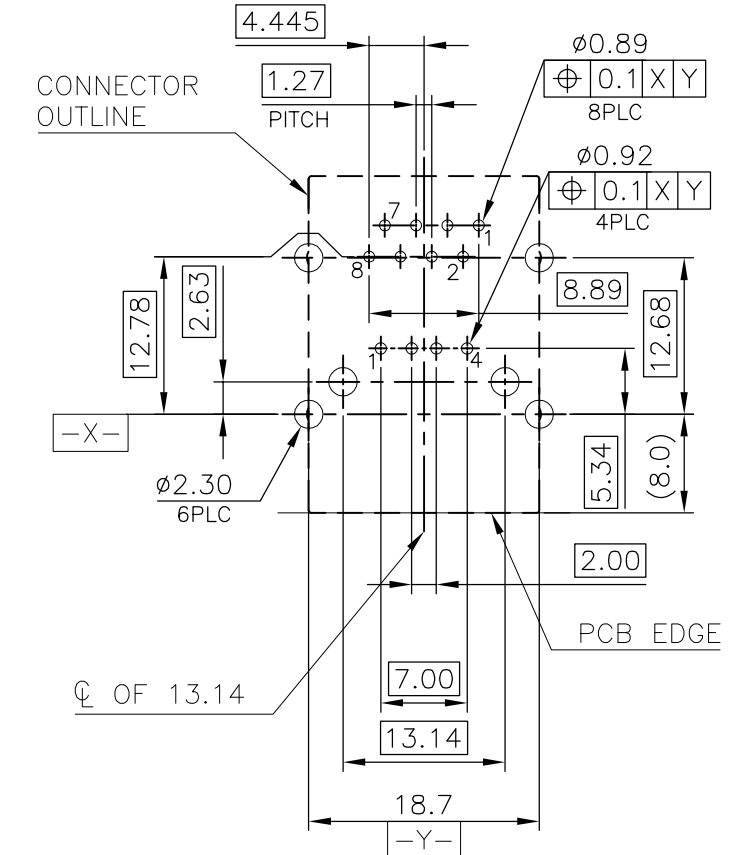 4.445
ø0.89
⌖ 0.1 X Y
8PLC
CONNECTOR
OUTLINE
1.27
PITCH
ø0.92
⌖ 0.1 X Y
4PLC
7
1
8
2
12.78
2.63
8.89
12.68
1
4
-X-
5.34
(8.0)
ø2.30
6PLC
2.00
PCB EDGE
℄ OF 13.14
7.00
13.14
18.7
-Y-